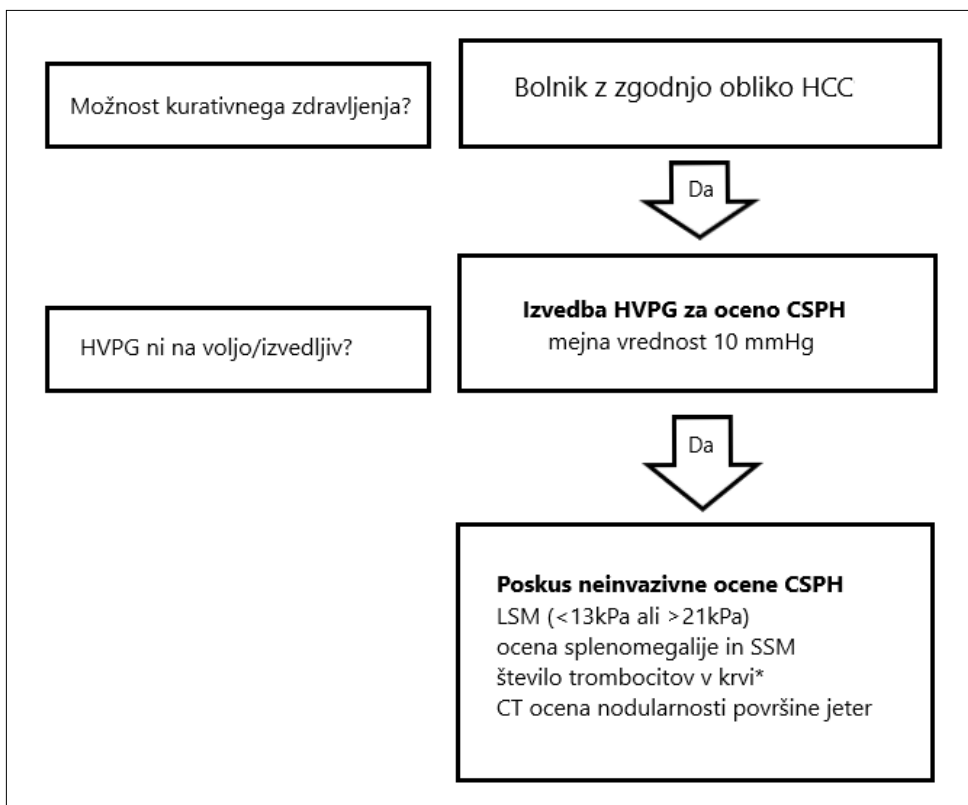 Možnost kurativnega zdravljenja?
Bolnik z zgodnjo obliko HCC
Da
HVPG ni na voljo/izvedljiv?
Izvedba HVPG za oceno CSPH
mejna vrednost 10 mmHg
Da
Poskus neinvazivne ocene CSPH
LSM (<13kPa ali >21kPa)
ocena splenomegalije in SSM
število trombocitov v krvi*
CT ocena nodularnosti površine jeter